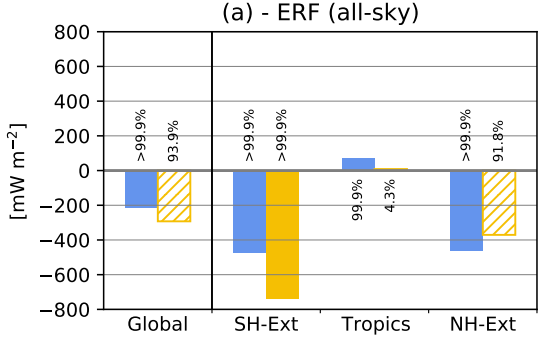 (a) - ERF (all-sky)
[mW m⁻²]
800
600
400
200
0
−200
−400
−600
−800
>99.9%
93.9%
>99.9%
>99.9%
99.9%
4.3%
>99.9%
91.8%
Global
SH-Ext
Tropics
NH-Ext